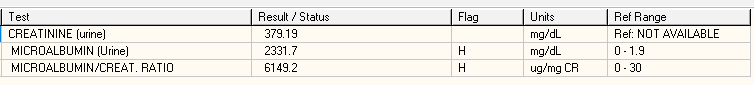 Test Result / Status Flag Units Ref Range
CREATININE (urine) 379.19 mg/dL Ref: NOT AVAILABLE
MICROALBUMIN (Urine) 2331.7 H mg/dL 0 - 1.9
MICROALBUMIN/CREAT. RATIO 6149.2 H ug/mg CR 0 - 30